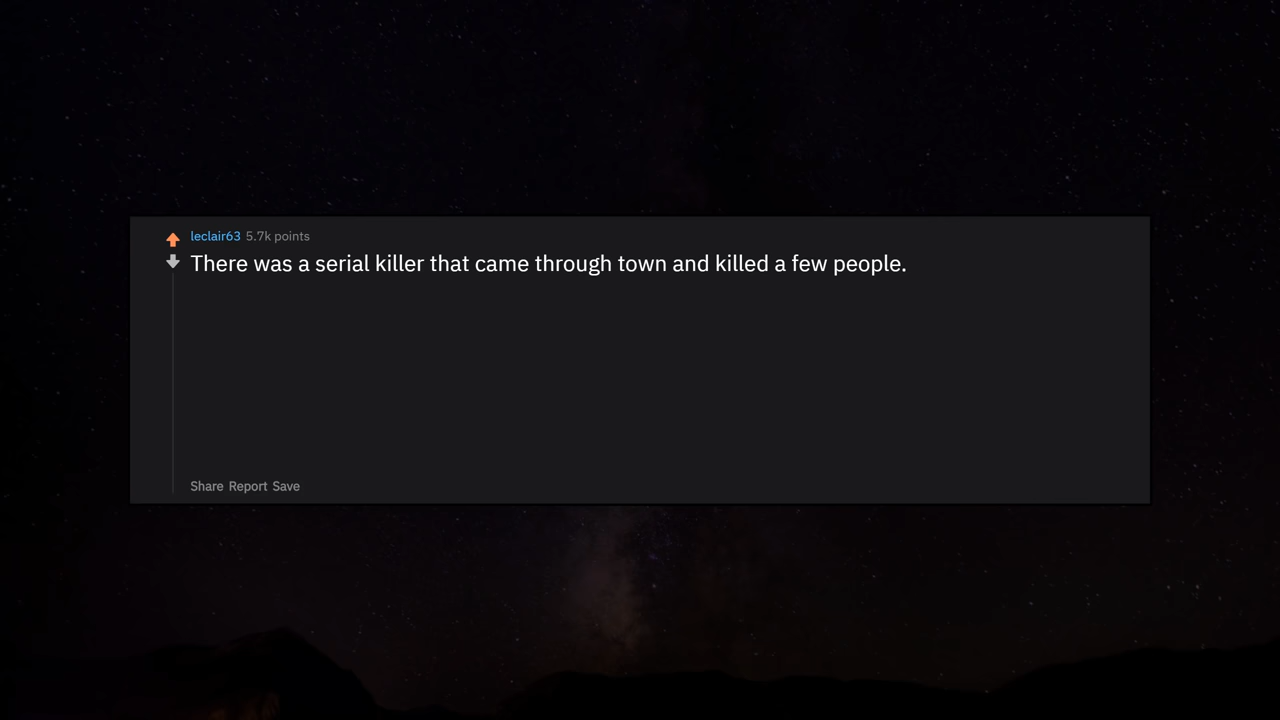 leclair63 5.7k points
There was a serial killer that came through town and killed a few people.
Share Report Save